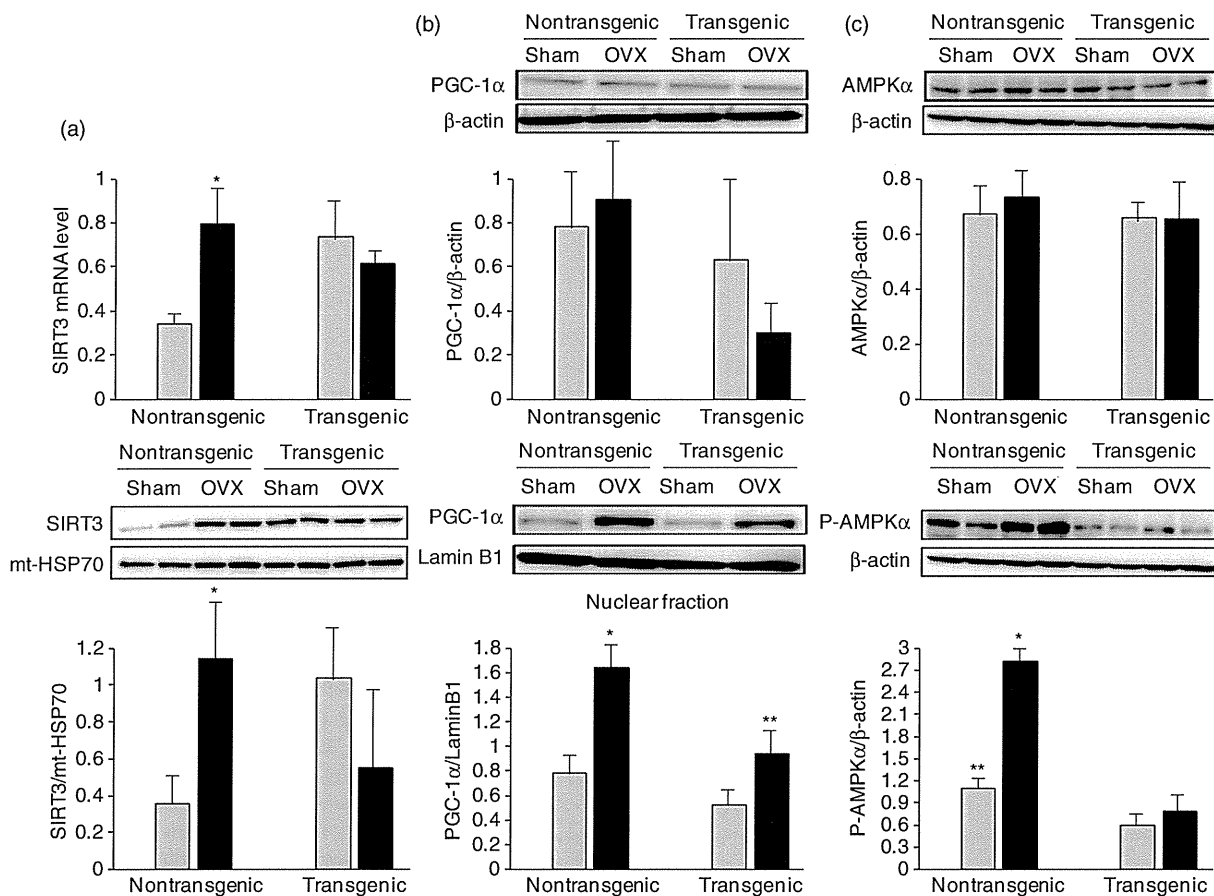 (a)
SIRT3 mRNA level
1
0.8
0.6
0.4
0.2
0
*
Nontransgenic Transgenic
Nontransgenic Transgenic
Sham OVX Sham OVX
SIRT3
mt-HSP70
SIRT3/mt-HSP70
1.2
1
0.8
0.6
0.4
0.2
0
*
Nontransgenic Transgenic
(b)
Nontransgenic Transgenic
Sham OVX Sham OVX
PGC-1α
β-actin
PGC-1α/β-actin
1
0.8
0.6
0.4
0.2
0
Nontransgenic Transgenic
Nontransgenic Transgenic
Sham OVX Sham OVX
PGC-1α
Lamin B1
Nuclear fraction
PGC-1α/LaminB1
1.8
1.6
1.4
1.2
1
0.8
0.6
0.4
0.2
0
*
**
Nontransgenic Transgenic
(c)
Nontransgenic Transgenic
Sham OVX Sham OVX
AMPKα
β-actin
AMPKα/β-actin
0.8
0.6
0.4
0.2
0
Nontransgenic Transgenic
Nontransgenic Transgenic
Sham OVX Sham OVX
P-AMPKα
β-actin
P-AMPKα/β-actin
3
2.7
2.1
1.8
1.5
1.2
0.9
0.6
0.6
0
**
*
Nontransgenic Transgenic